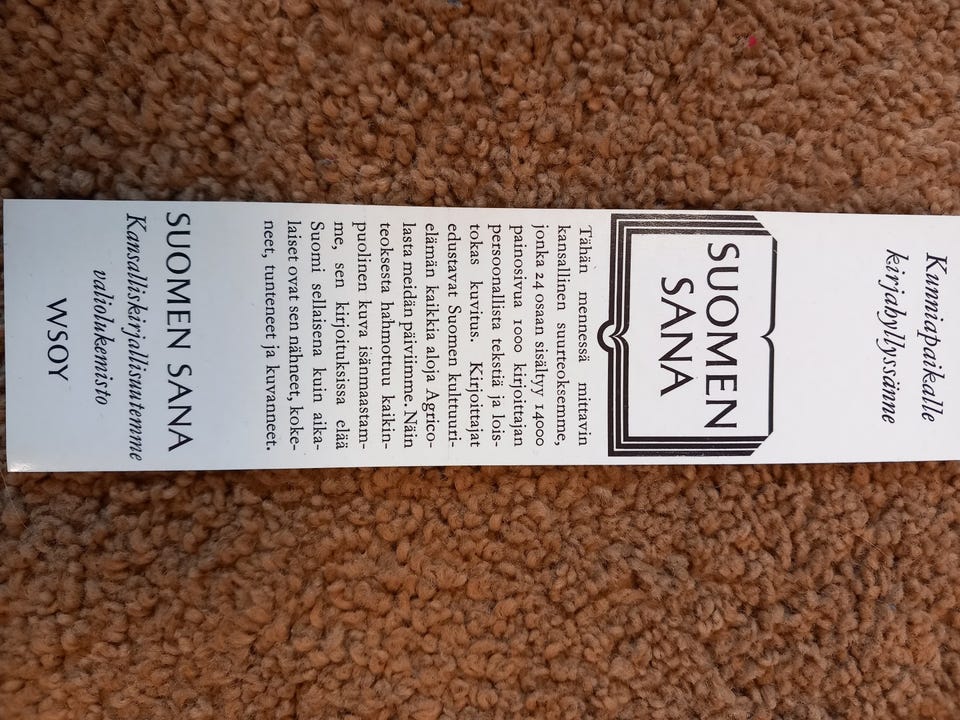 Kunniapaikalle
kirjahyllyssänne
SUOMEN
SANA
Tähän mennessä mittavin
kansallinen suurteoksemme,
jonka 24 osaan sisältyy 14000
painosivua 1000 kirjoittajan
persoonallista tekstiä ja lois-
tokas kuvitus. Kirjoittajat
edustavat Suomen kulttuuri-
elämän kaikkia aloja Agrico-
lasta meidän päiviimme. Näin
teoksesta hahmottuu kaikin-
puolinen kuva isänmaastam-
me, sen kirjoituksissa elää
Suomi sellaisena kuin aika-
laiset ovat sen nähneet, koke-
neet, tunteneet ja kuvanneet.
SUOMEN SANA
Kansalliskirjallisuutemme
valiolukemisto
WSOY